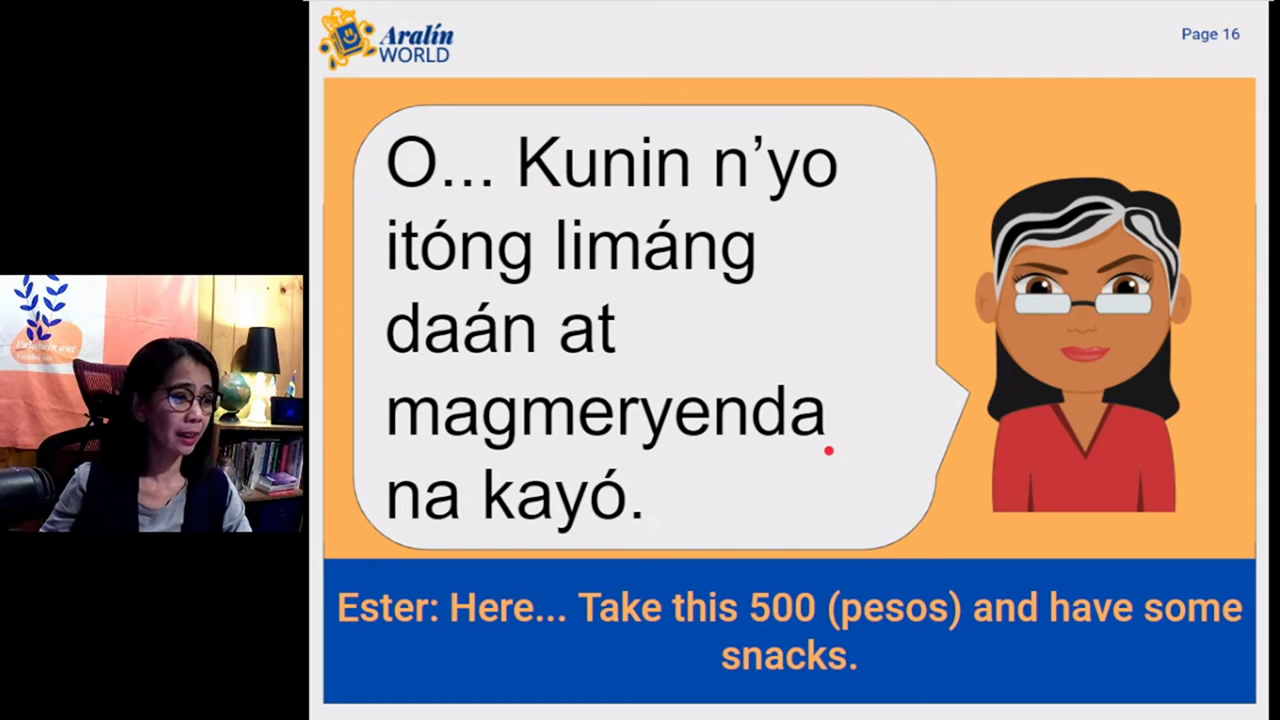 Aralín
WORLD
Page 16
O... Kunin n’yo
itóng limáng
daán at
magmeryenda
na kayó.
Ester: Here... Take this 500 (pesos) and have some
snacks.